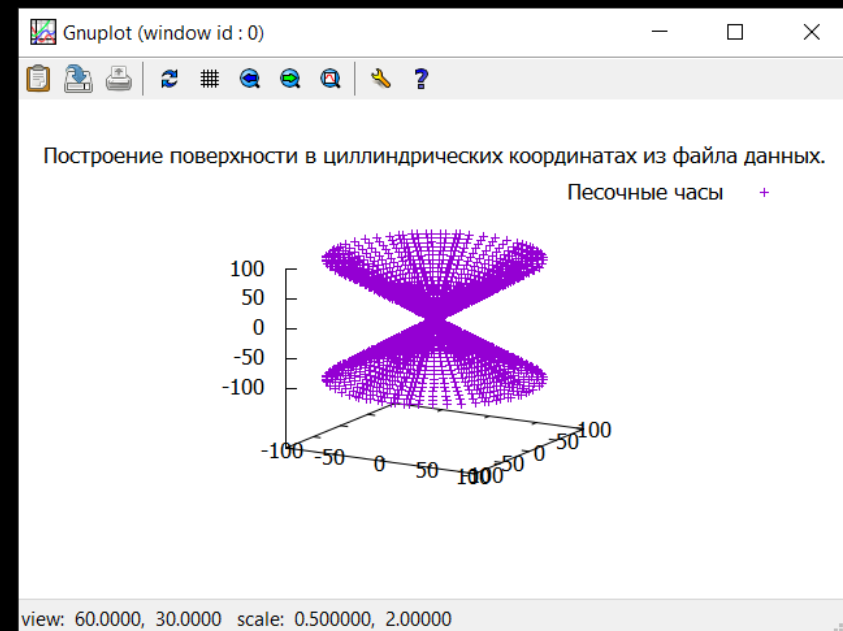 Gnuplot (window id : 0)
Построение поверхности в циллиндрических координатах из файла данных.
Песочные часы
100
50
0
-50
-100
-100 -50 0 50 100
-100 -50 0 50 100
view: 60.0000, 30.0000 scale: 0.500000, 2.00000